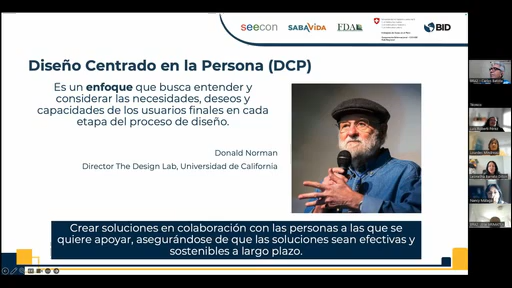 seecon
SABAVIDA
FDAL
BID
Diseño Centrado en la Persona (DCP)
Es un enfoque que busca entender y
considerar las necesidades, deseos y
capacidades de los usuarios finales en cada
etapa del proceso de diseño.
Donald Norman
Director The Design Lab, Universidad de California
Crear soluciones en colaboración con las personas a las que se
quiere apoyar, asegurándose de que las soluciones sean efectivas y
sostenibles a largo plazo.